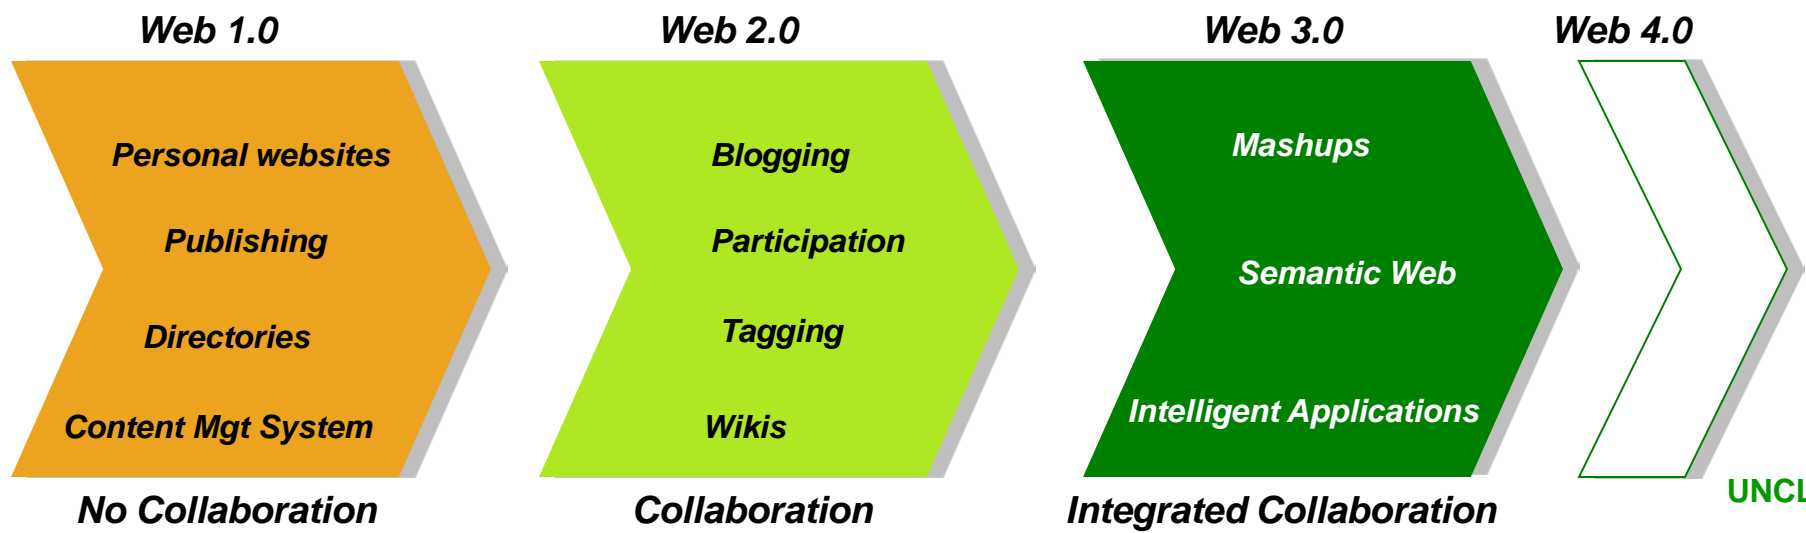 Web 1.0
Personal websites
Publishing
Directories
Content Mgt System
No Collaboration
Web 2.0
Blogging
Participation
Tagging
Wikis
Collaboration
Web 3.0
Mashups
Semantic Web
Intelligent Applications
Integrated Collaboration
Web 4.0
UNCL